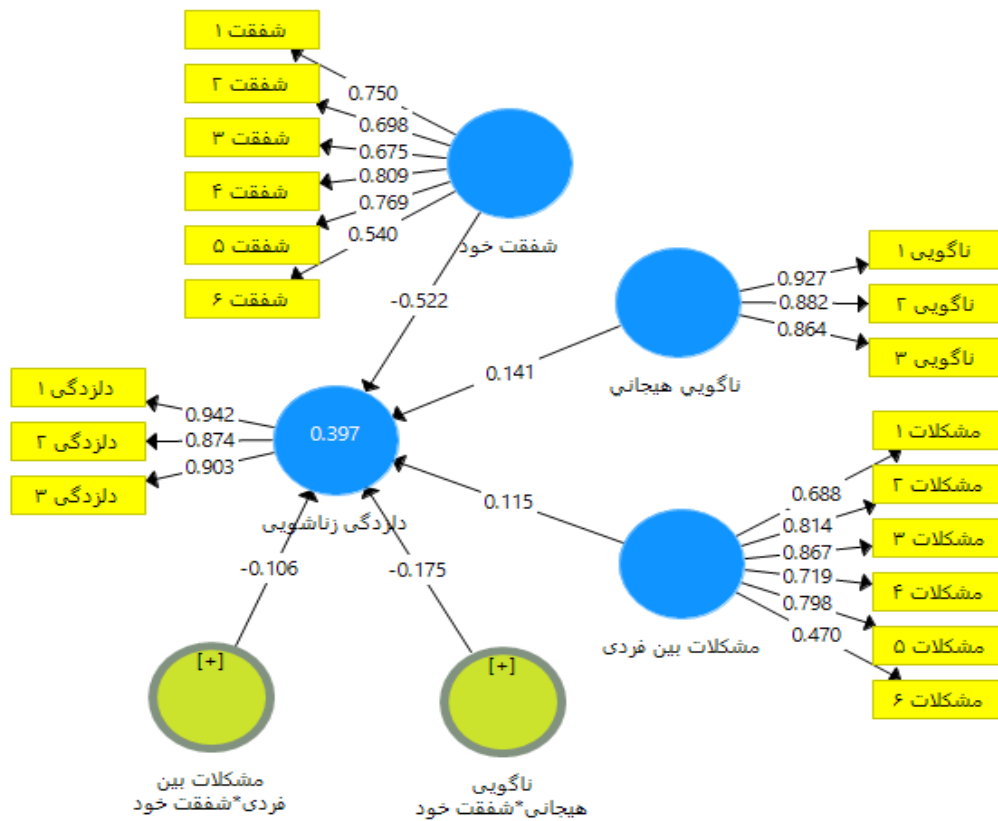 شفقت ۱
شفقت ۲
شفقت ۳
شفقت ۴
شفقت ۵
شفقت ۶
0.750
0.698
0.675
0.809
0.769
0.540
شفقت خود
-0.522
ناگویی ۱
ناگویی ۲
ناگویی ۳
0.927
0.882
0.864
ناگویي هیجاني
0.141
دلزدگی ۱
دلزدگی ۲
دلزدگی ۳
0.942
0.874
0.903
0.397
دلزدگی زناشویی
0.115
مشکلات ۱
مشکلات ۲
مشکلات ۳
مشکلات ۴
مشکلات ۵
مشکلات ۶
0.688
0.814
0.867
0.719
0.798
0.470
مشکلات بین فردی
-0.106
-0.175
[+]
مشکلات بین
فردی*شفقت خود
[+]
ناگویی
هیجانی*شفقت خود